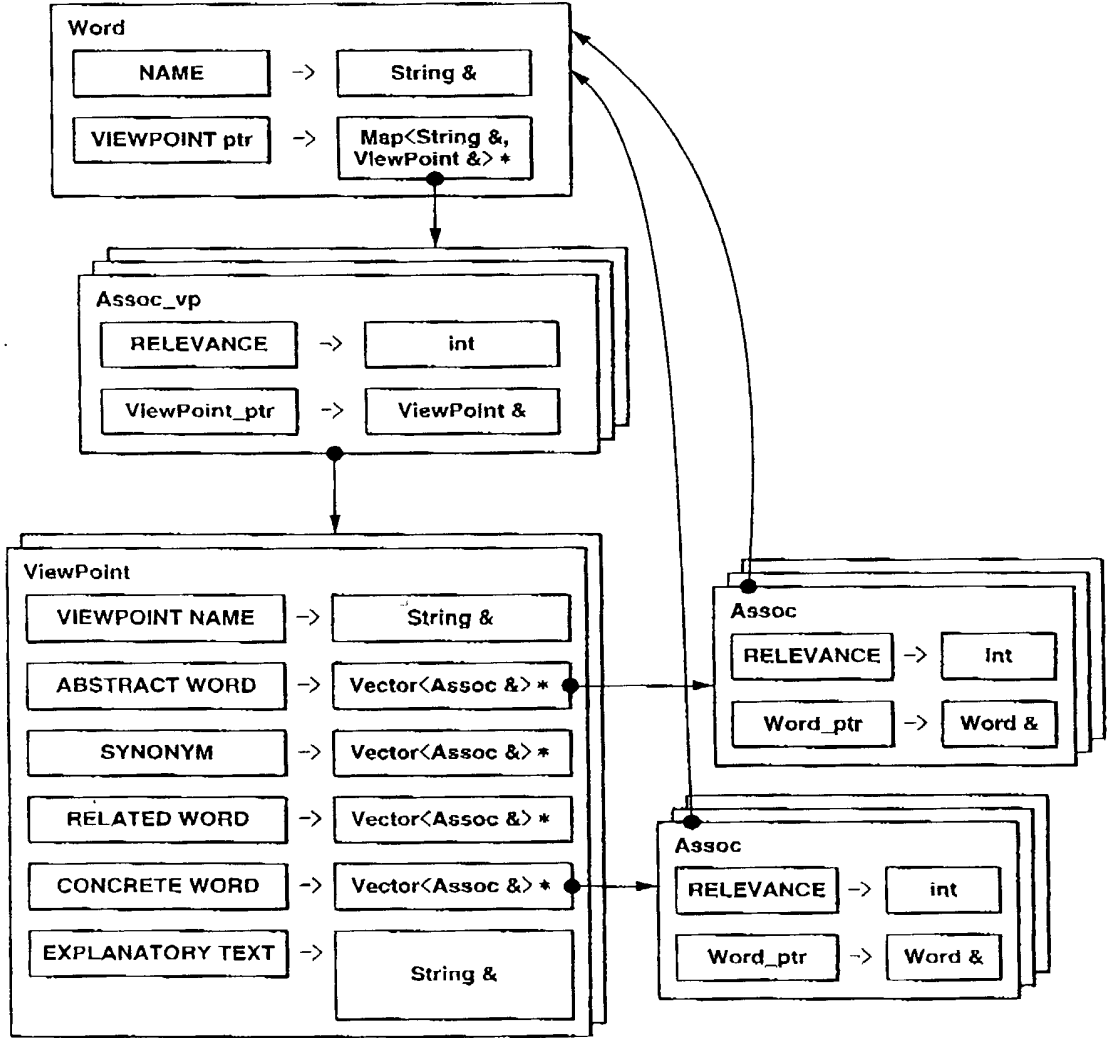 Word
NAME -> String &
VIEWPOINT ptr -> Map<String &,
ViewPoint &> *
Assoc_vp
RELEVANCE -> int
ViewPoint_ptr -> ViewPoint &
ViewPoint
VIEWPOINT NAME -> String &
ABSTRACT WORD -> Vector<Assoc &> *
SYNONYM -> Vector<Assoc &> *
RELATED WORD -> Vector<Assoc &> *
CONCRETE WORD -> Vector<Assoc &> *
EXPLANATORY TEXT -> String &
Assoc
RELEVANCE -> int
Word_ptr -> Word &
Assoc
RELEVANCE -> int
Word_ptr -> Word &